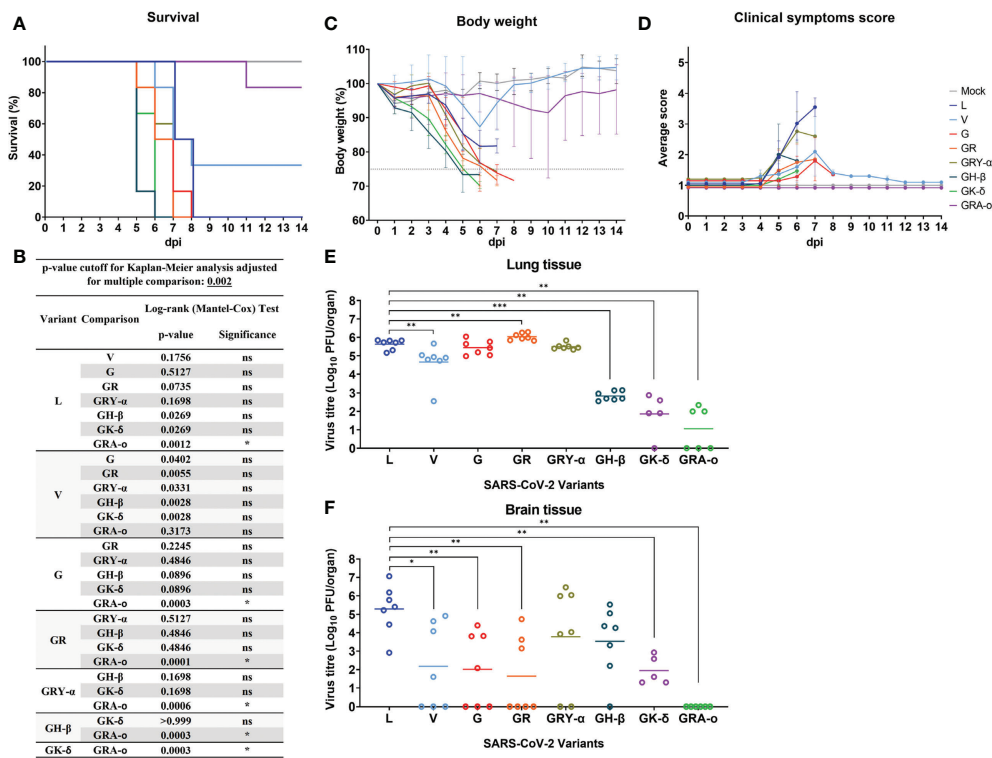 A
Survival
Survival (%)
100
80
60
40
20
0
0 1 2 3 4 5 6 7 8 9 10 11 12 13 14
dpi
C
Body weight
Body weight (%)
110
100
90
80
70
60
0 1 2 3 4 5 6 7 8 9 10 11 12 13 14
dpi
D
Clinical symptoms score
Average score
5
4
3
2
1
0
0 1 2 3 4 5 6 7 8 9 10 11 12 13 14
dpi
Mock
L
V
G
GR
GRY-α
GH-β
GK-δ
GRA-o
B
p-value cutoff for Kaplan-Meier analysis adjusted
for multiple comparison: 0.002
Log-rank (Mantel-Cox) Test
Variant Comparison
p-value Significance
L
V 0.1756 ns
G 0.5127 ns
GR 0.0735 ns
GRY-α 0.1698 ns
GH-β 0.0269 ns
GK-δ 0.0269 ns
GRA-o 0.0012 *
V
G 0.0402 ns
GR 0.0055 ns
GRY-α 0.0331 ns
GH-β 0.0028 ns
GK-δ 0.0028 ns
GRA-o 0.3173 ns
G
GR 0.2245 ns
GRY-α 0.4846 ns
GH-β 0.0896 ns
GK-δ 0.0896 ns
GRA-o 0.0003 *
GR
GRY-α 0.5127 ns
GH-β 0.4846 ns
GK-δ 0.4846 ns
GRA-o 0.0001 *
GRY-α
GH-β 0.1698 ns
GK-δ 0.1698 ns
GRA-o 0.0006 *
GH-β
GK-δ >0.999 ns
GRA-o 0.0003 *
GK-δ GRA-o 0.0003 *
E
Lung tissue
Virus titre (Log10 PFU/organ)
8
7
6
5
4
3
2
1
0
**
**
***
**
**
L V G GR GRY-α GH-β GK-δ GRA-o
SARS-CoV-2 Variants
F
Brain tissue
Virus titre (Log10 PFU/organ)
8
7
6
5
4
3
2
1
0
**
**
**
**
*
L V G GR GRY-α GH-β GK-δ GRA-o
SARS-CoV-2 Variants